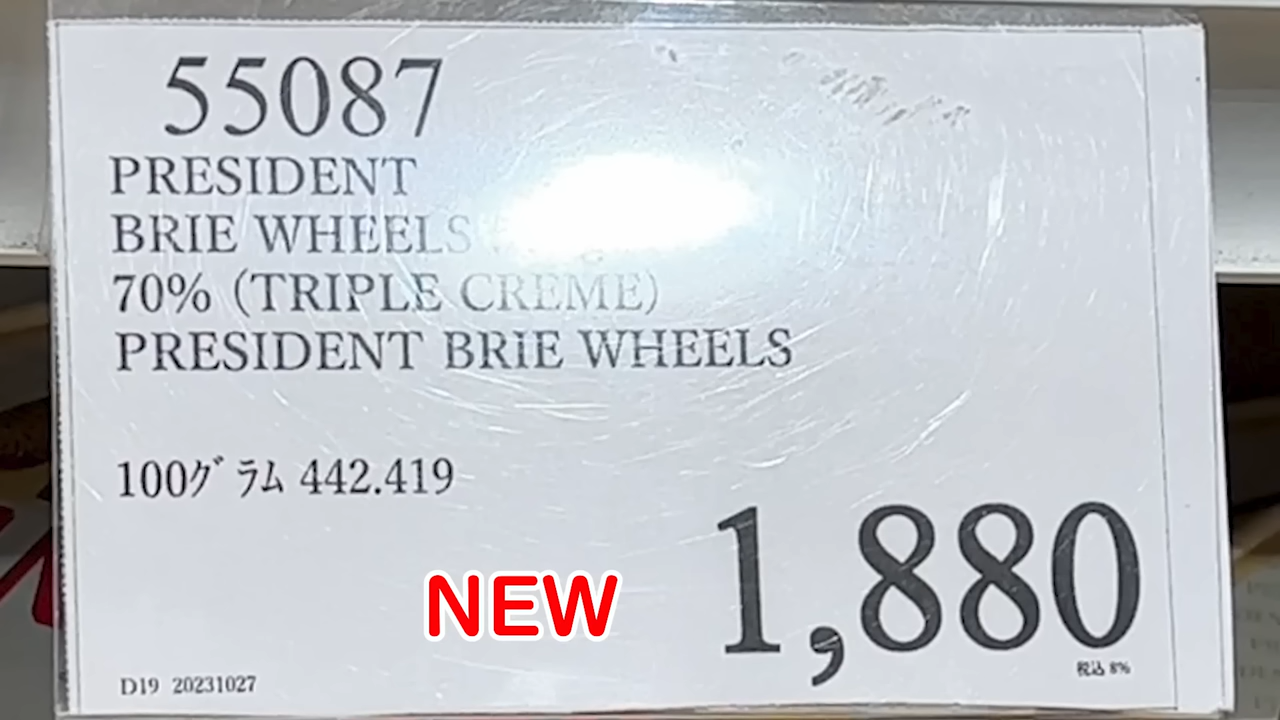 55087
PRESIDENT
BRIE WHEELS
70% (TRIPLE CREME)
PRESIDENT BRIE WHEELS
100グラム 442.419
1,880
NEW
税込 8%
D19 20231027